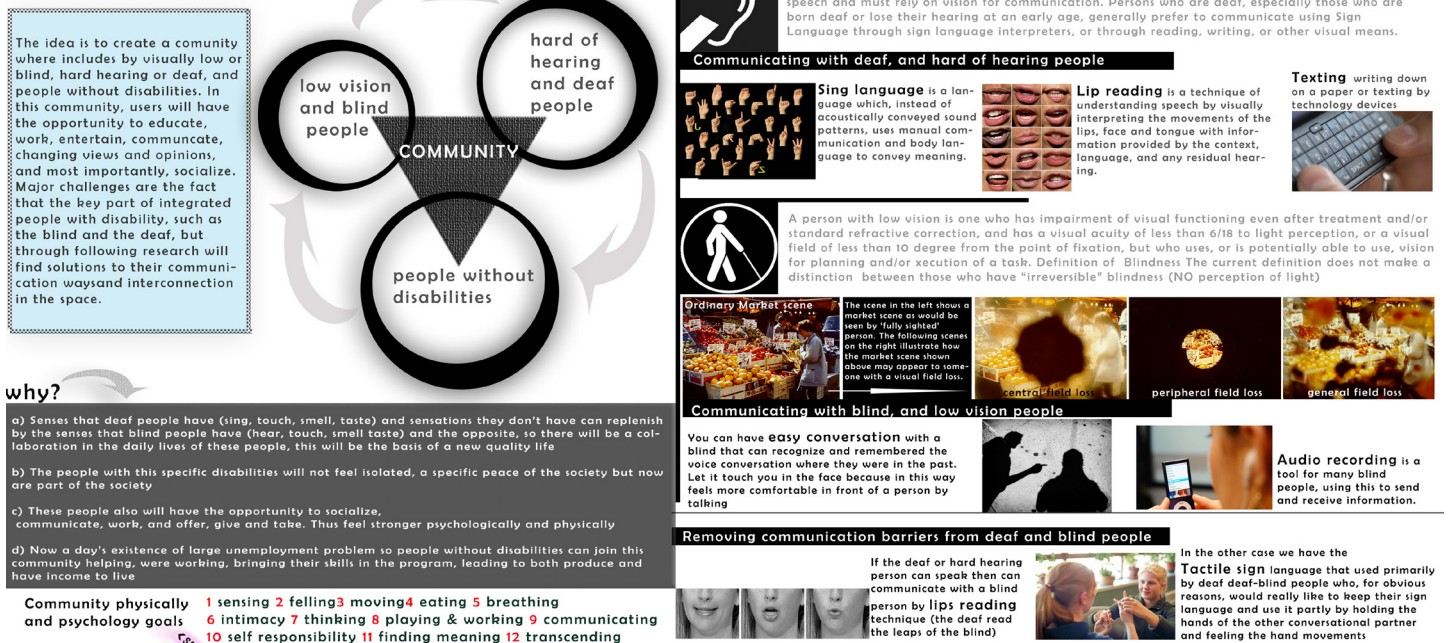 The idea is to create a comunity
where includes by visually low or
blind, hard hearing or deaf, and
people without disabilities. In
this community, users will have
the opportunity to educate,
work, entertain, communcate,
changing views and opinions,
and most importantly, socialize.
Major challenges are the fact
that the key part of integrated
people with disability, such as
the blind and the deaf, but
through following research will
find solutions to their communi-
cation waysand interconnection
in the space.
low vision
and blind
people
hard of
hearing
and deaf
people
COMMUNITY
people without
disabilities
why?
a) Senses that deaf people have (sing, touch, smell, taste) and sensations they don't have can replenish
by the senses that blind people have (hear, touch, smell taste) and the opposite, so there will be a col-
laboration in the daily lives of these people, this will be the basis of a new quality life
b) The people with this specific disabilities will not feel isolated, a specific peace of the society but now
are part of the society
c) These people also will have the opportunity to socialize,
communicate, work, and offer, give and take. Thus feel stronger psychologically and physically
d) Now a day's existence of large unemployment problem so people without disabilities can join this
community helping, were working, bringing their skills in the program, leading to both produce and
have income to live
Community physically
and psychology goals
1 sensing 2 felling3 moving4 eating 5 breathing
6 intimacy 7 thinking 8 playing & working 9 communicating
10 self responsibility 11 finding meaning 12 transcending
speech and must rely on vision for communication. Persons who are deaf, especially those who are
born deaf or lose their hearing at an early age, generally prefer to communicate using Sign
Language through sign language interpreters, or through reading, writing, or other visual means.
Communicating with deaf, and hard of hearing people
Sing language is a lan-
guage which, instead of
acoustically conveyed sound
patterns, uses manual com-
munication and body lan-
guage to convey meaning.
Lip reading is a technique of
understanding speech by visually
interpreting the movements of the
lips, face and tongue with infor-
mation provided by the context,
language, and any residual hear-
ing.
Texting writing down
on a paper or texting by
technology devices
A person with low vision is one who has impairment of visual functioning even after treatment and/or
standard refractive correction, and has a visual acuity of less than 6/18 to light perception, or a visual
field of less than 10 degree from the point of fixation, but who uses, or is potentially able to use, vision
for planning and/or xecution of a task. Definition of Blindness The current definition does not make a
distinction between those who have "irreversible" blindness (NO perception of light)
Ordinary Market scene
The scene in the left shows a
market scene as would be
seen by 'fully sighted'
person. The following scenes
on the right illustrate how
the market scene shown
above may appear to some-
one with a visual field loss.
central field loss
peripheral field loss
general field loss
Communicating with blind, and low vision people
You can have easy conversation with a
blind that can recognize and remembered the
voice conversation where they were in the past.
Let it touch you in the face because in this way
feels more comfortable in front of a person by
talking
Audio recording is a
tool for many blind
people, using this to send
and receive information.
Removing communication barriers from deaf and blind people
If the deaf or hard hearing
person can speak then can
communicate with a blind
person by lips reading
technique (the deaf read
the leaps of the blind)
In the other case we have the
Tactile sign language that used primarily
by deaf deaf-blind people who, for obvious
reasons, would really like to keep their sign
language and use it partly by holding the
hands of the other conversational partner
and feeling the hand movements